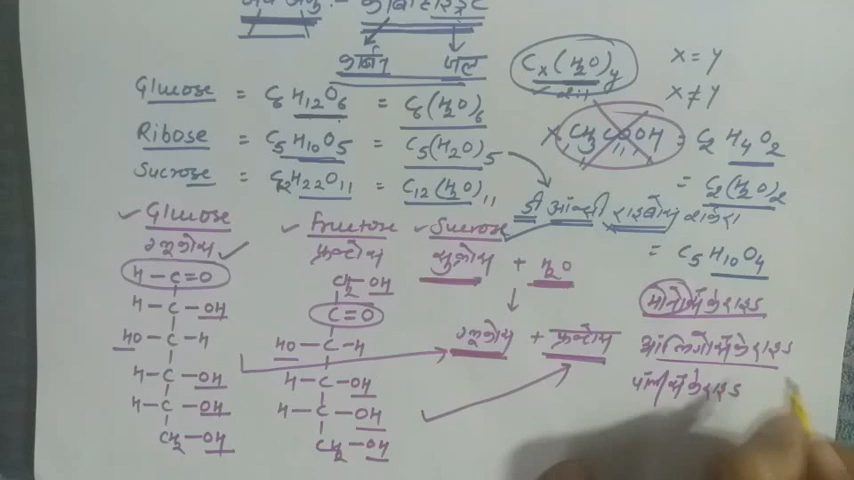 कार्बन जल
Cx(H2O)y x = y
x ≠ y
Glucose = C6H12O6 = C6(H2O)6
Ribose = C5H10O5 = C5(H2O)5
CH3COOH = C2H4O2
= C2(H2O)2
Sucrose = C12H22O11 = C12(H2O)11
डी ऑक्सी राइबोज शर्करा
= C5H10O4
✓ Glucose ✓ Fructose ✓ Sucrose
ग्लूकोज ✓ फ्रक्टोज सुक्रोज + H2O
↓
ग्लूकोज + फ्रक्टोज
H–C=O
H–C–OH
HO–C–H
H–C–OH
H–C–OH
CH2–OH
CH2–OH
C=O
HO–C–H
H–C–OH
H–C–OH
CH2–OH
मोनोसैकेराइड
ओलिगोसैकेराइड
पॉलीसैकेराइड